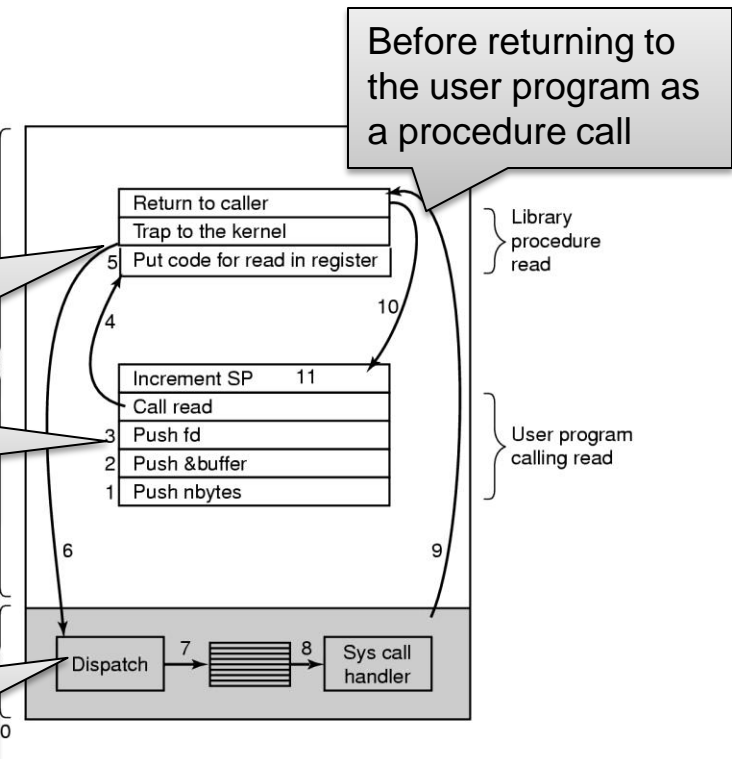 Before returning to
the user program as
a procedure call
Return to caller
Trap to the kernel
5 Put code for read in register
Library
procedure
read
4
10
Increment SP 11
Call read
3 Push fd
2 Push &buffer
1 Push nbytes
User program
calling read
6
9
Dispatch
7
8
Sys call
handler
0